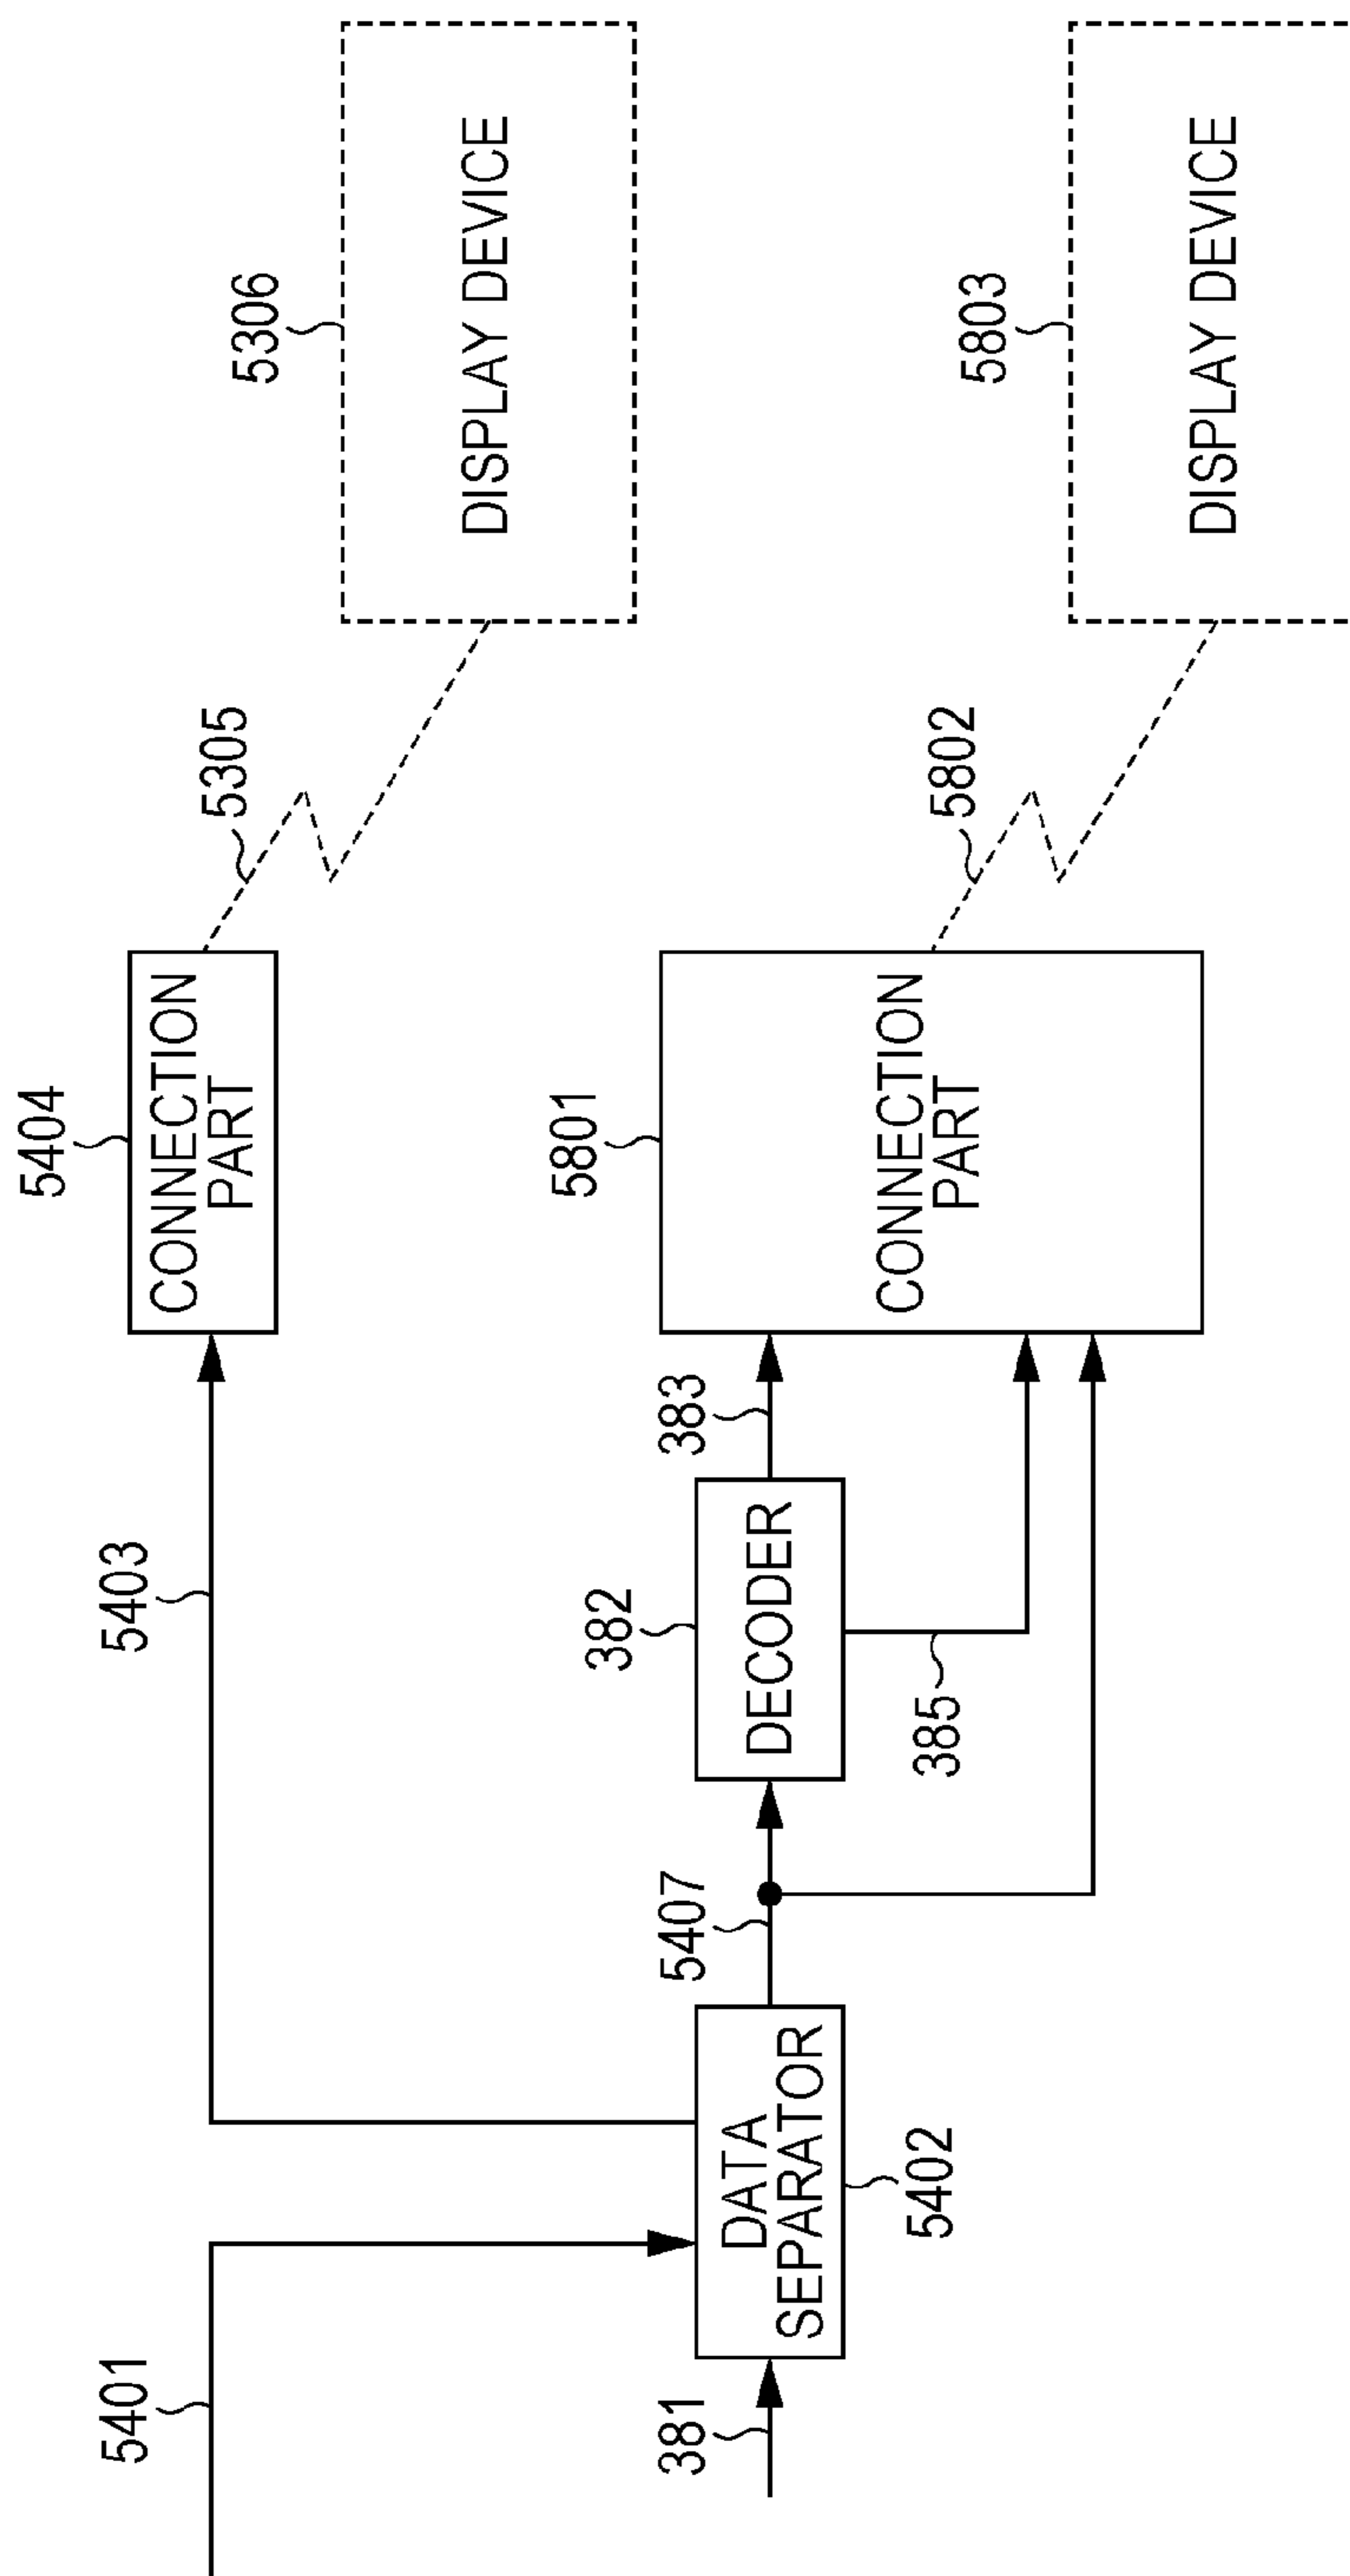 5401
5403
5404
CONNECTION
PART
5305
5306
DISPLAY DEVICE
381
DATA
SEPARATOR
5402
5407
382
DECODER
383
385
5801
CONNECTION
PART
5802
5803
DISPLAY DEVICE